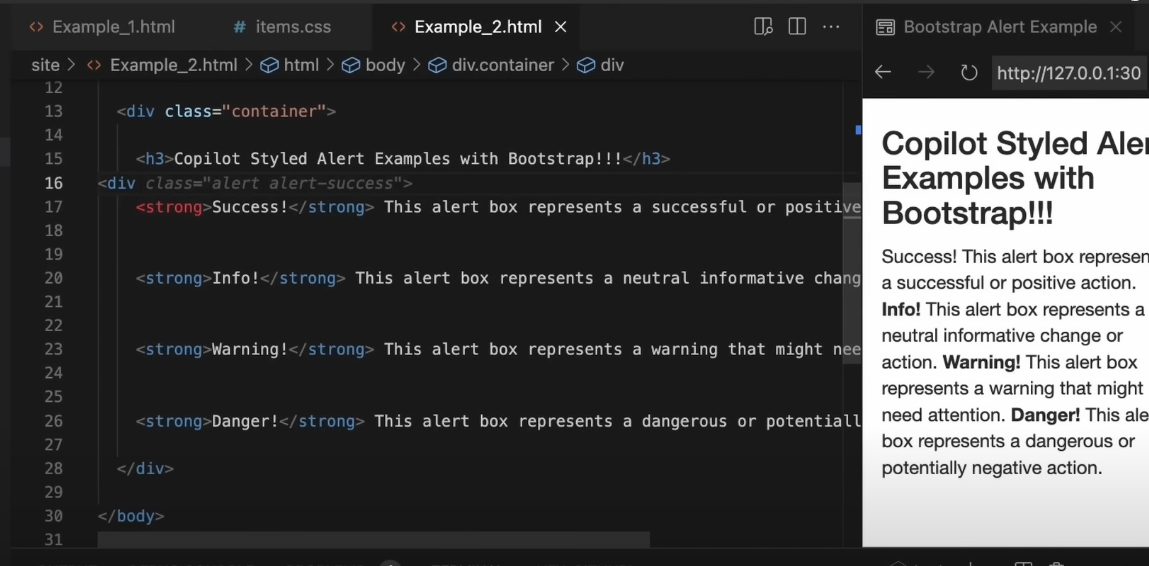 Example_1.html
# items.css
Example_2.html
site > Example_2.html > html > body > div.container > div
12
13 <div class="container">
14
15 <h3>Copilot Styled Alert Examples with Bootstrap!!!</h3>
16 <div class="alert alert-success">
17 <strong>Success!</strong> This alert box represents a successful or positive
18
19
20 <strong>Info!</strong> This alert box represents a neutral informative chang
21
22
23 <strong>Warning!</strong> This alert box represents a warning that might nee
24
25
26 <strong>Danger!</strong> This alert box represents a dangerous or potentiall
27
28 </div>
29
30 </body>
31
Bootstrap Alert Example
http://127.0.0.1:30
Copilot Styled Aler
Examples with
Bootstrap!!!
Success! This alert box represen
a successful or positive action.
Info! This alert box represents a
neutral informative change or
action. Warning! This alert box
represents a warning that might
need attention. Danger! This ale
box represents a dangerous or
potentially negative action.